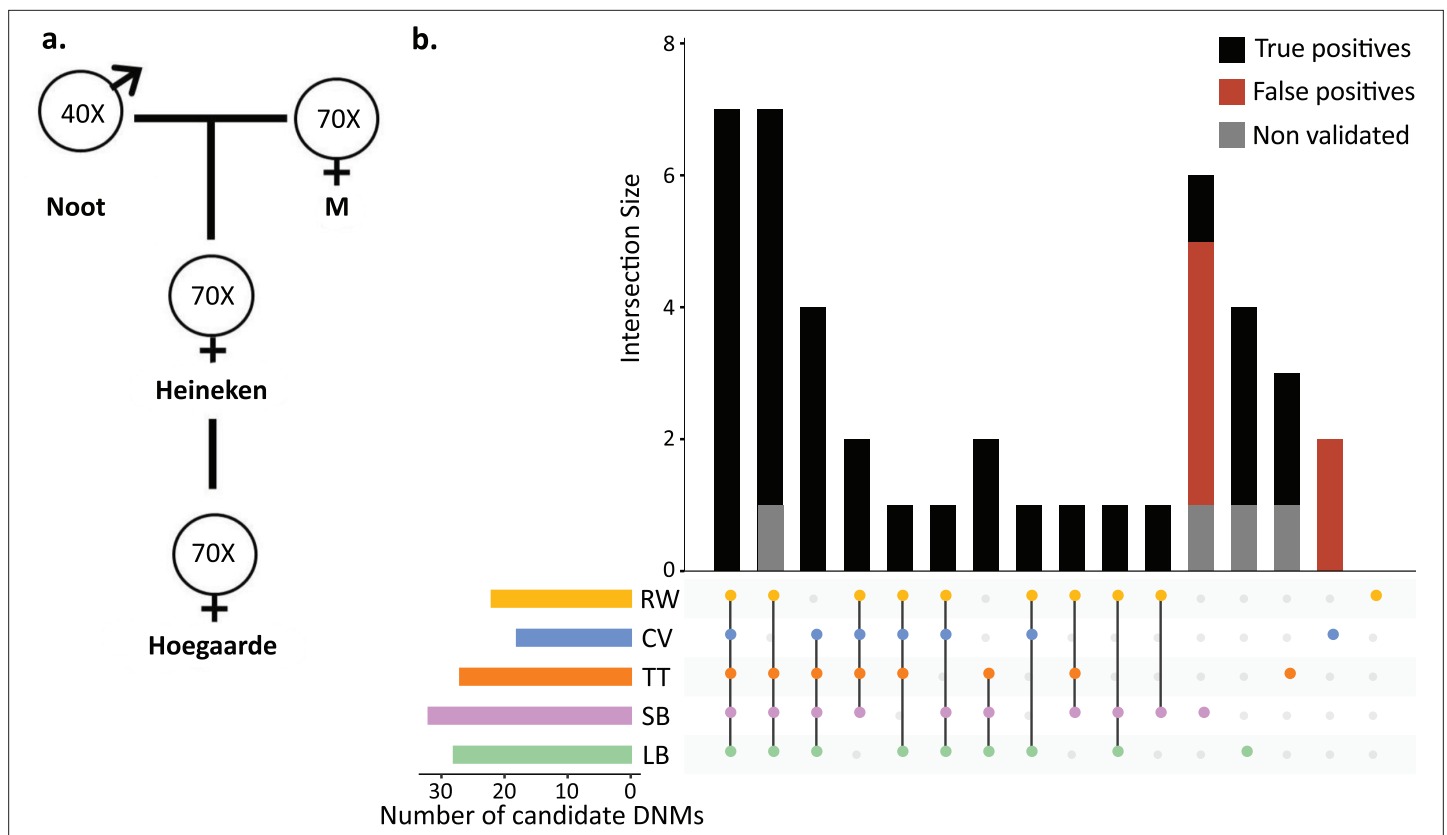 a.
40X
70X
Noot
M
70X
Heineken
70X
Hoegaarde
b.
True positives
False positives
Non validated
Intersection Size
8
6
4
2
0
RW
CV
TT
SB
LB
30 20 10 0
Number of candidate DNMs